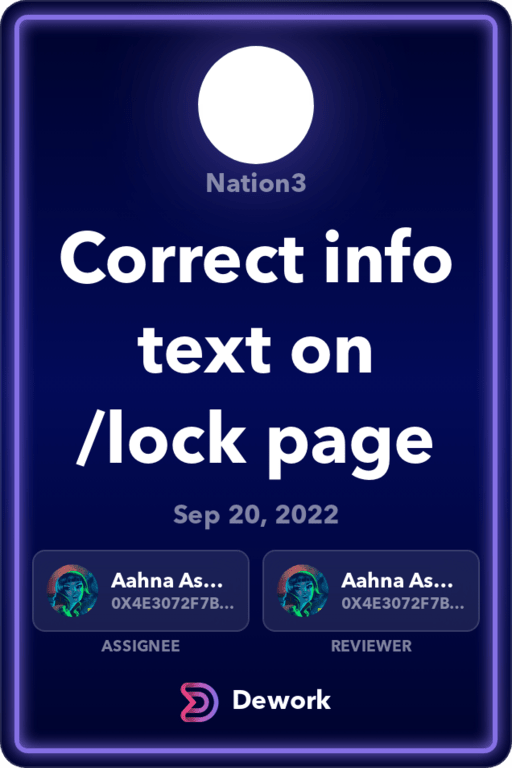 Nation3
Correct info
text on
/lock page
Sep 20, 2022
Aahna As... Aahna As...
0X4E3072F7B... 0X4E3072F7B...
ASSIGNEE REVIEWER
Dework